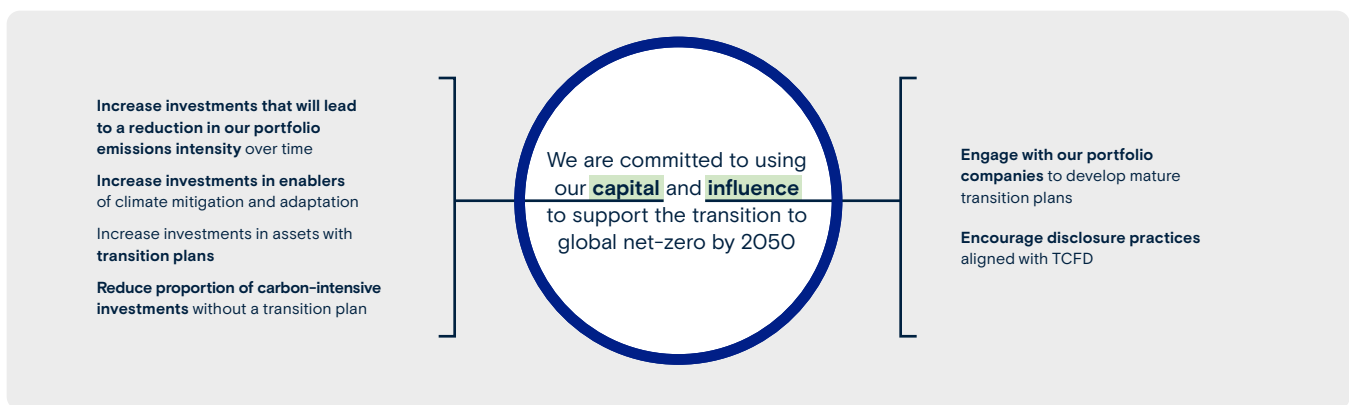 Increase investments that will lead
to a reduction in our portfolio
emissions intensity over time
Increase investments in enablers
of climate mitigation and adaptation
Increase investments in assets with
transition plans
Reduce proportion of carbon-intensive
investments without a transition plan
We are committed to using
our capital and influence
to support the transition to
global net-zero by 2050
Engage with our portfolio
companies to develop mature
transition plans
Encourage disclosure practices
aligned with TCFD